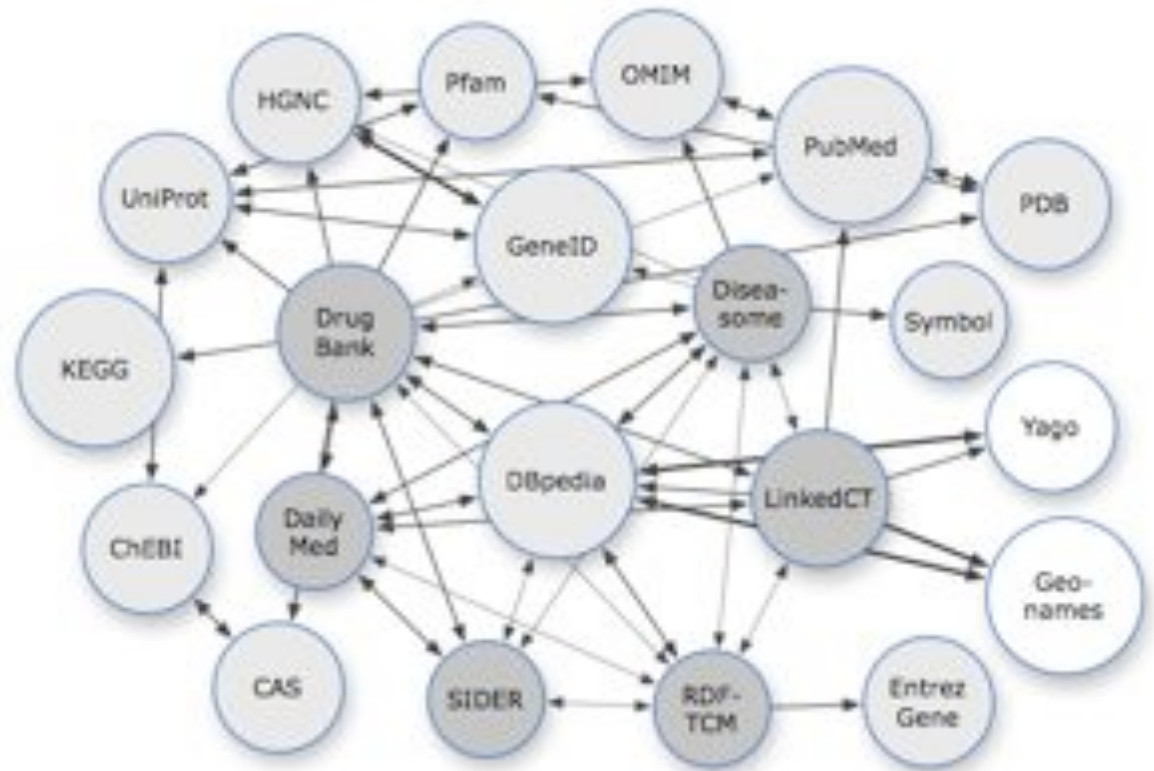 HGNC
Pfam
OMIM
PubMed
UniProt
PDB
GeneID
Drug
Bank
Disea-
some
Symbol
KEGG
Yago
DBpedia
LinkedCT
Daily
Med
ChEBI
Geo-
names
CAS
SIDER
RDF-
TCM
Entrez
Gene